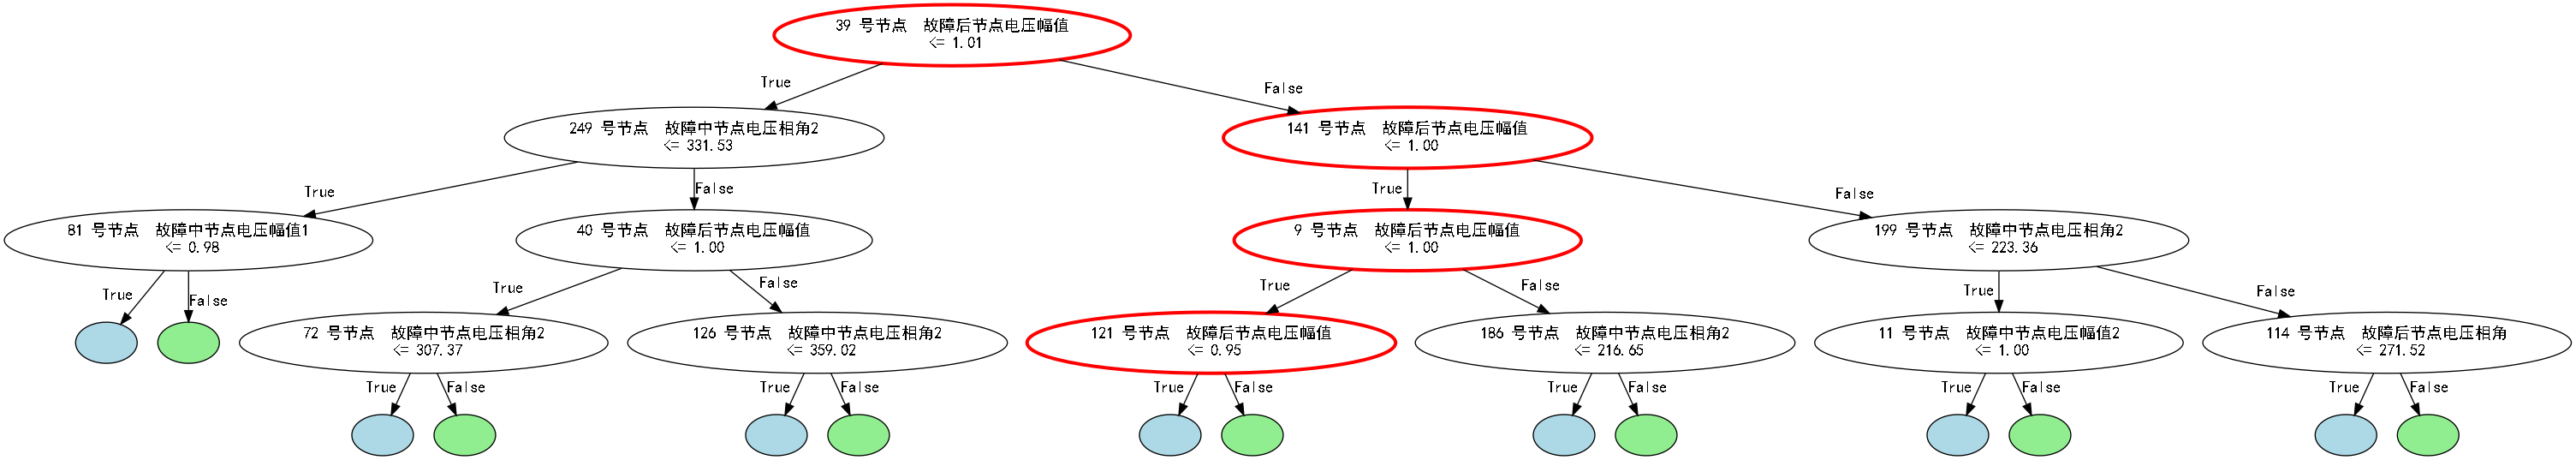 39 号节点 故障后节点电压幅值
<= 1.01
True
False
249 号节点 故障中节点电压相角2
<= 331.53
141 号节点 故障后节点电压幅值
<= 1.00
True
False
True
False
81 号节点 故障中节点电压幅值1
<= 0.98
40 号节点 故障后节点电压幅值
<= 1.00
9 号节点 故障后节点电压幅值
<= 1.00
199 号节点 故障中节点电压相角2
<= 223.36
True
False
True
False
True
False
True
False
72 号节点 故障中节点电压相角2
<= 307.37
126 号节点 故障中节点电压相角2
<= 359.02
121 号节点 故障后节点电压幅值
<= 0.95
186 号节点 故障中节点电压相角2
<= 216.65
11 号节点 故障中节点电压幅值2
<= 1.00
114 号节点 故障后节点电压相角
<= 271.52
True
False
True
False
True
False
True
False
True
False
True
False